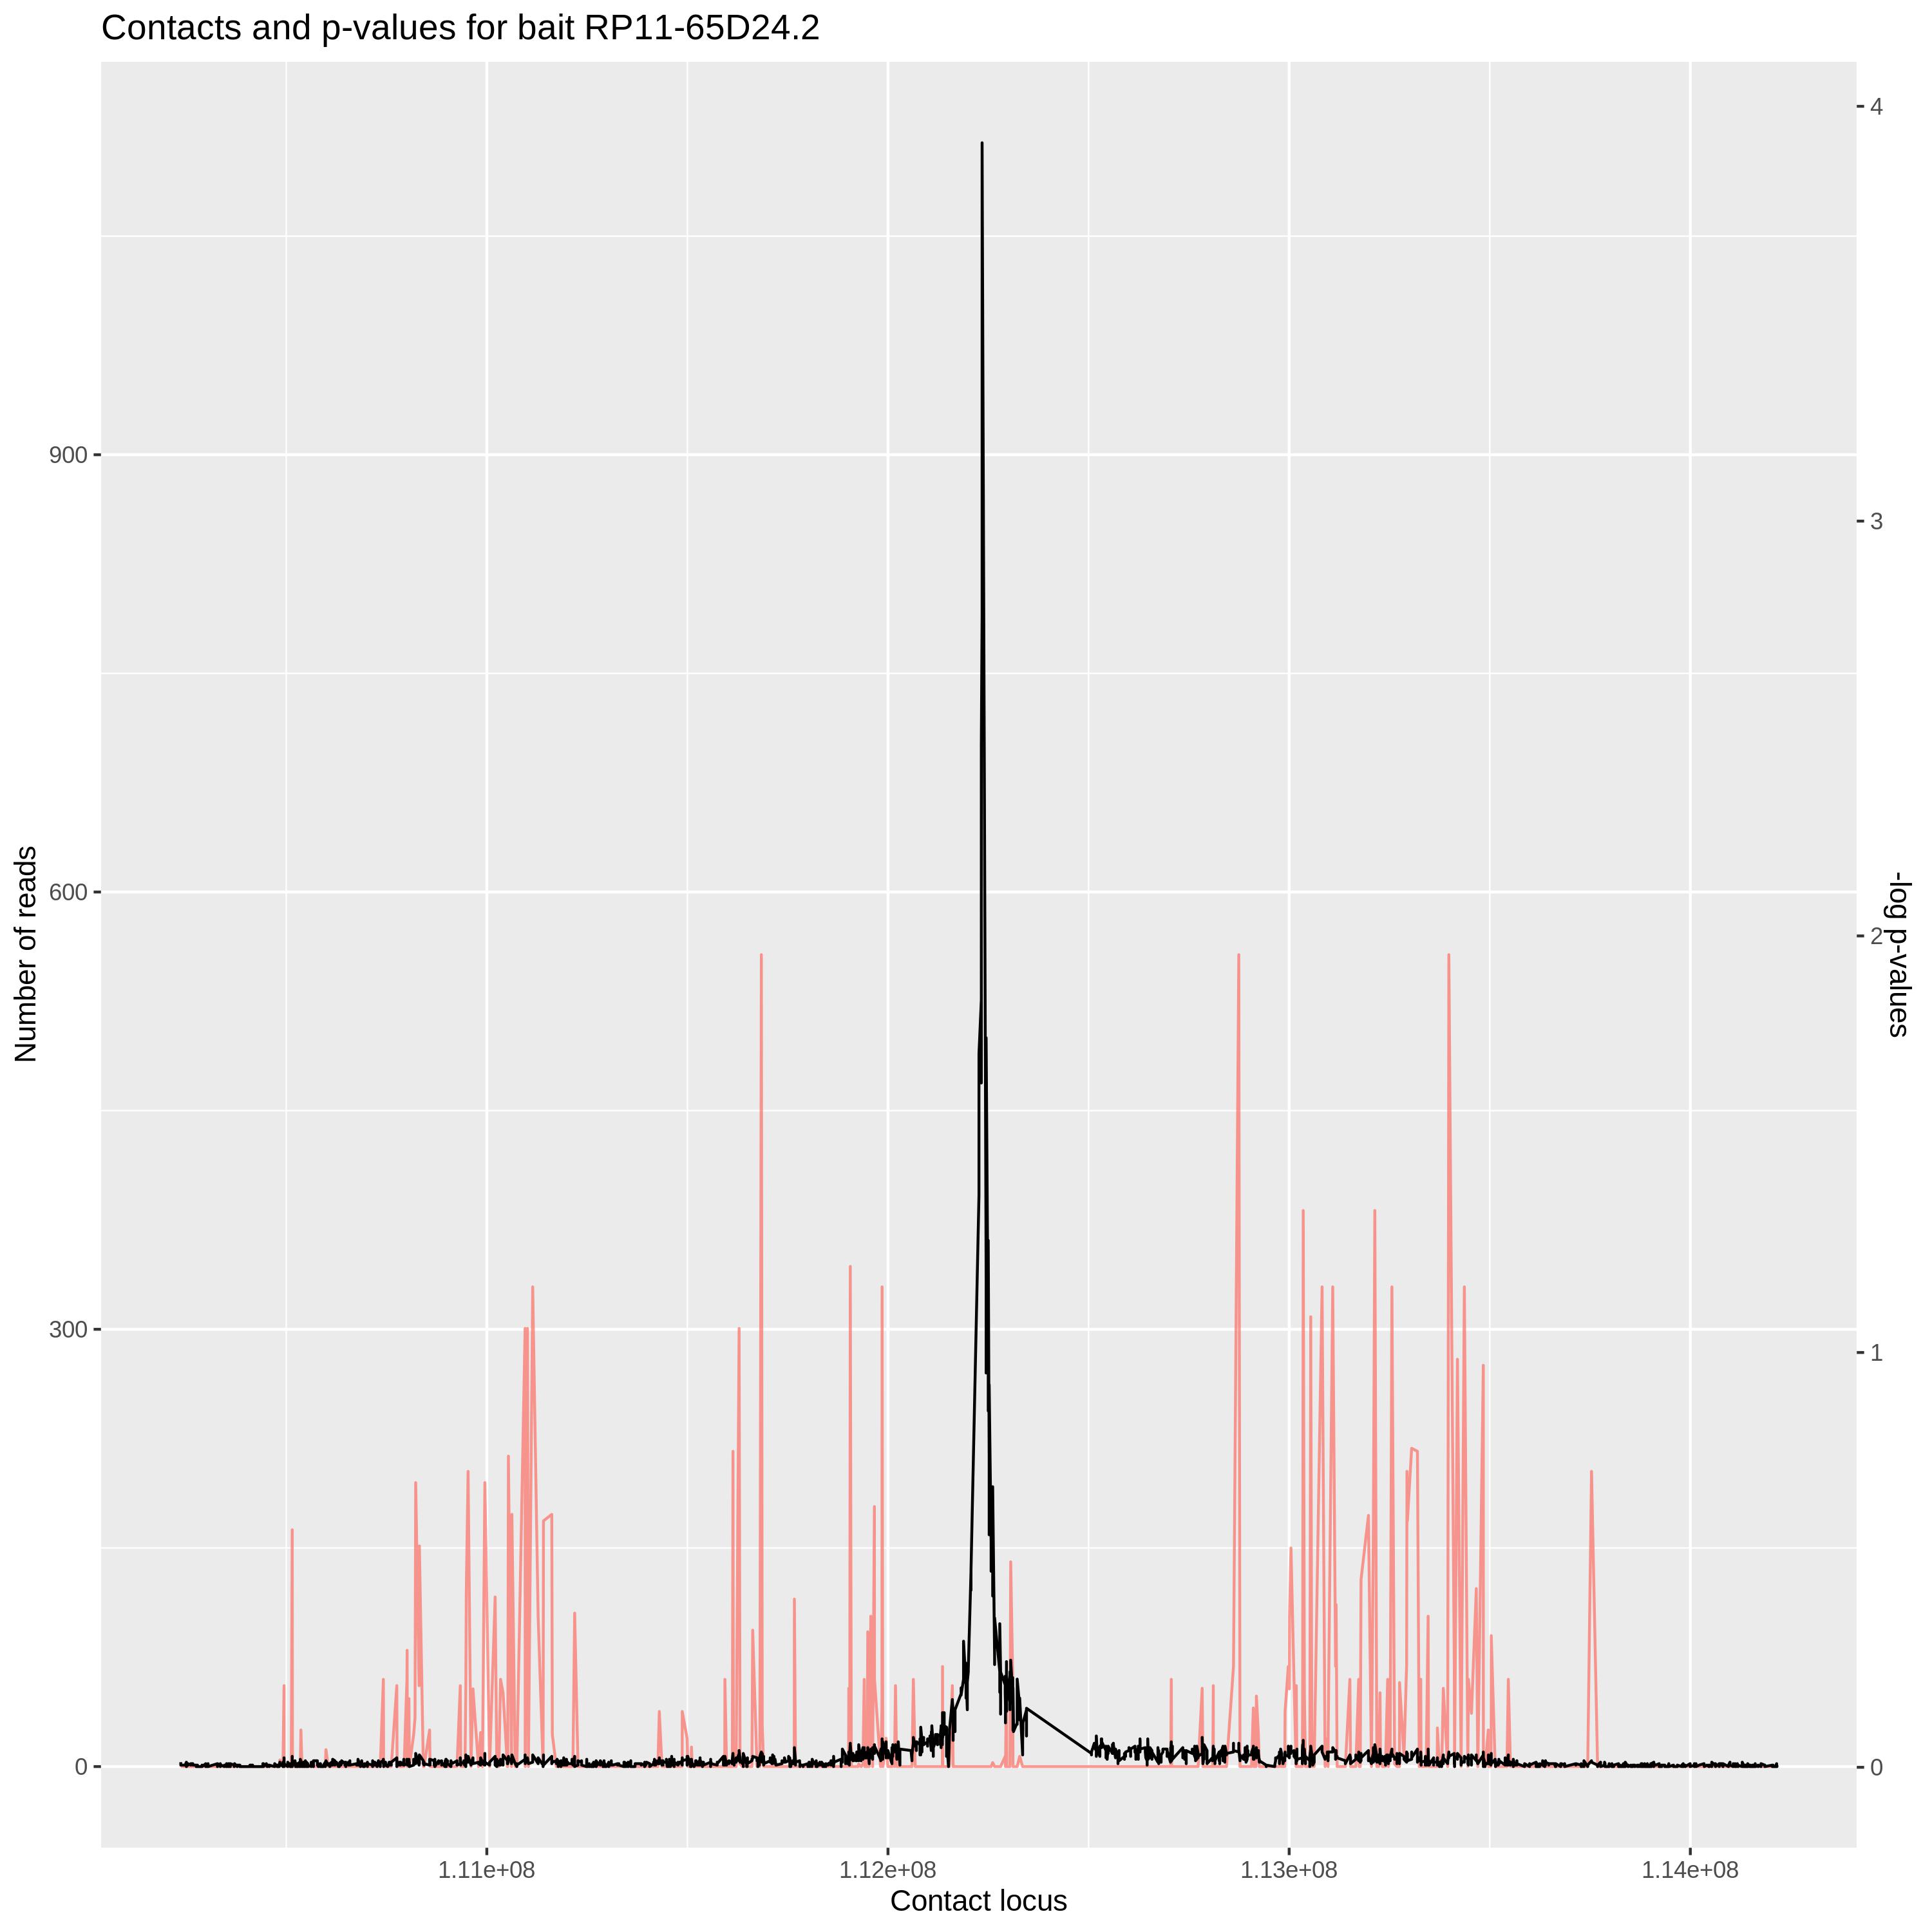 Contacts and p-values for bait RP11-65D24.2
Number of reads
900
600
300
0
4
3
2
1
0
-log p-values
1.11e+08
1.12e+08
1.13e+08
1.14e+08
Contact locus